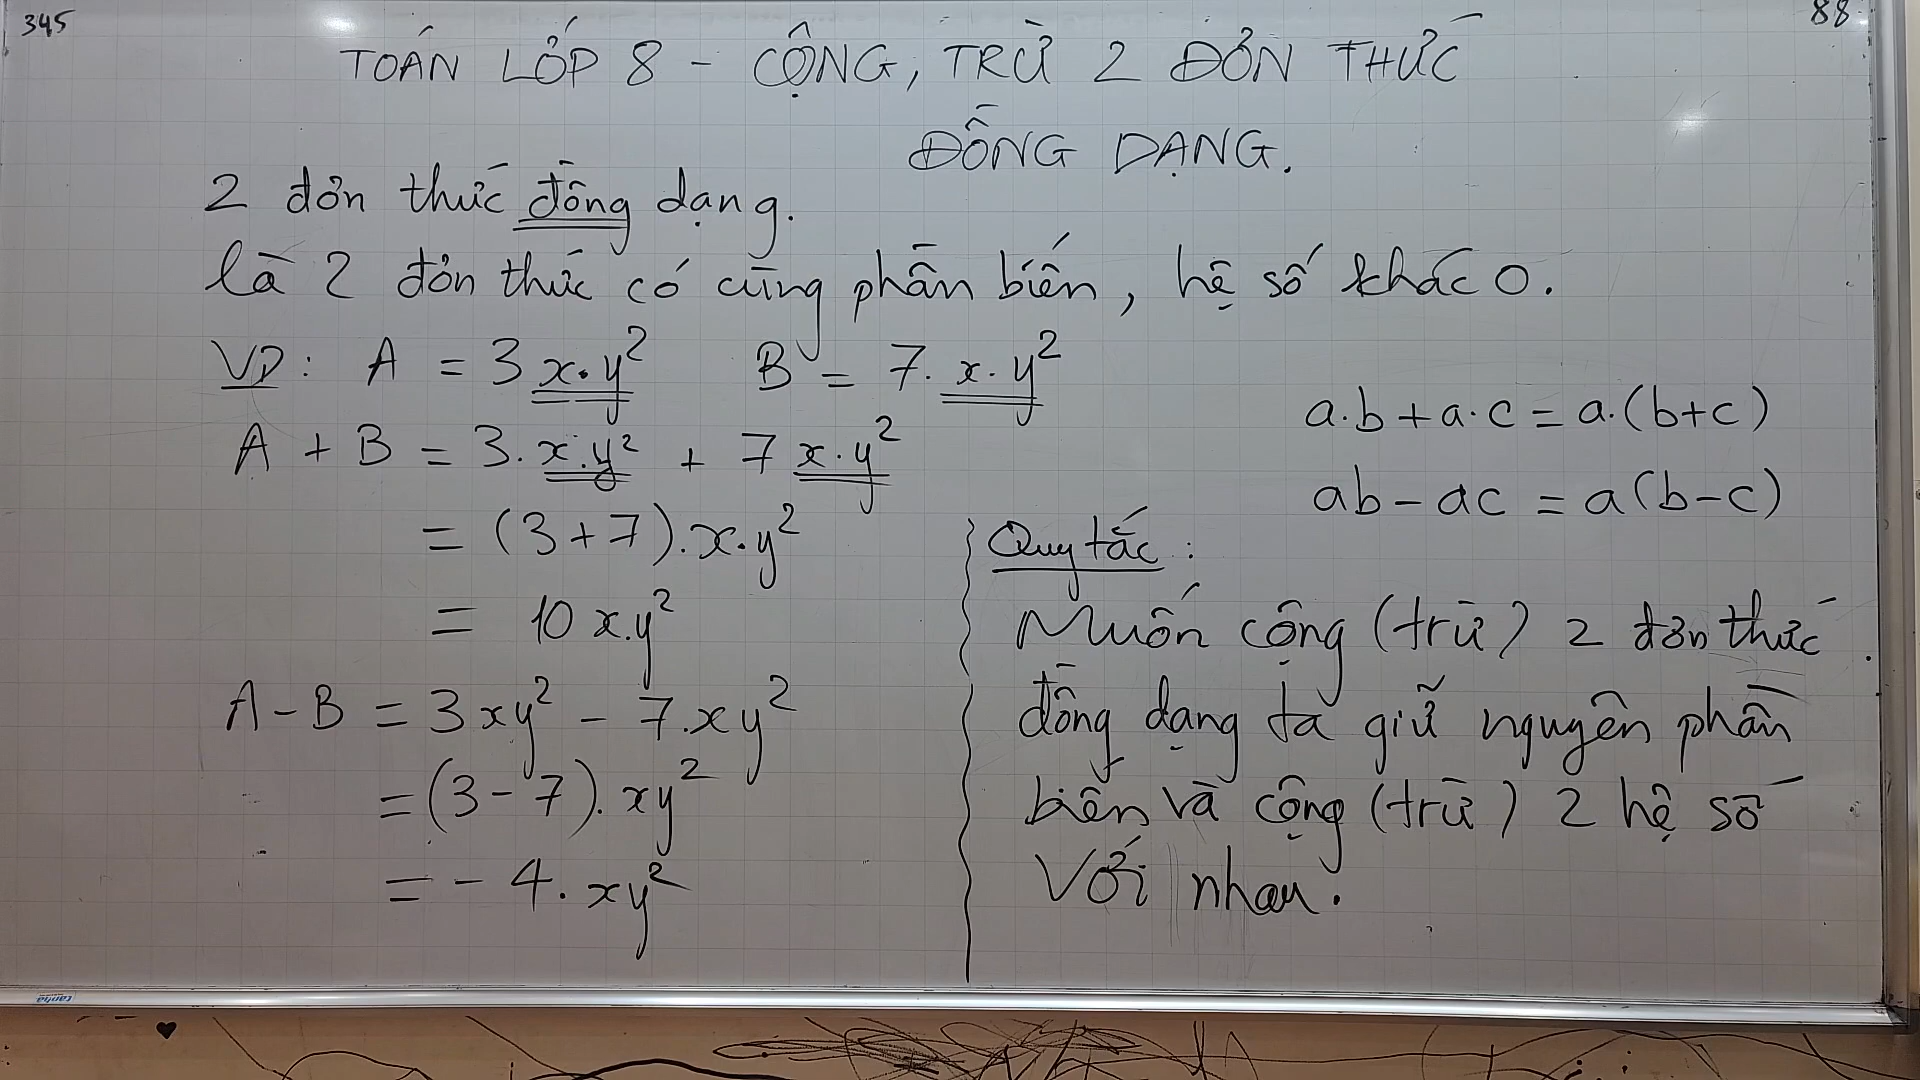 345
88
TOÁN LỚP 8 - CỘNG, TRỪ 2 ĐƠN THỨC
ĐỒNG DẠNG.
2 đơn thức đồng dạng.
là 2 đơn thức có cùng phần biến, hệ số khác 0.
VD: A = 3x.y² B = 7.x.y²
A + B = 3.x.y² + 7x.y²
= (3+7).x.y²
= 10x.y²
A - B = 3xy² - 7.xy²
= (3-7).xy²
= -4.xy²
a.b + a.c = a.(b+c)
ab - ac = a(b-c)
Quy tắc:
Muốn cộng (trừ) 2 đơn thức
đồng dạng ta giữ nguyên phần
biến và cộng (trừ) 2 hệ số
với nhau.